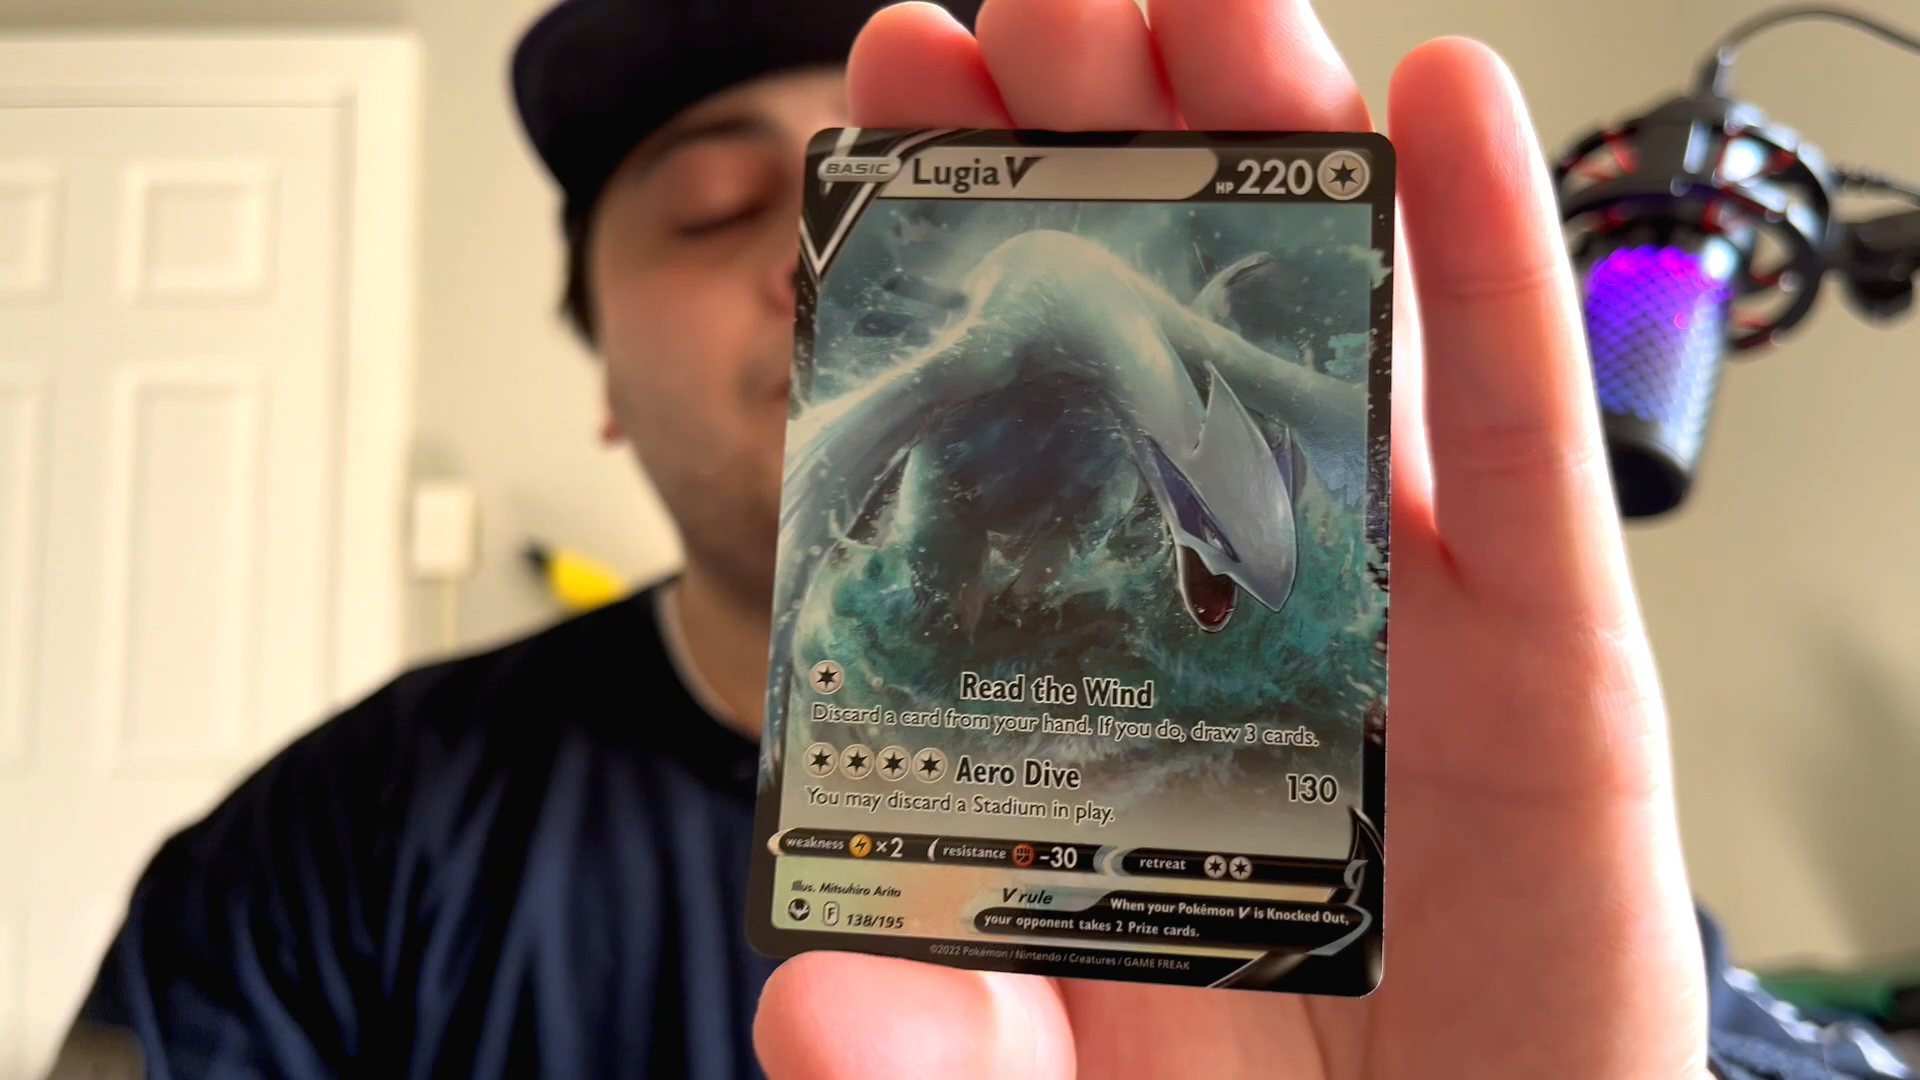 BASIC Lugia V HP 220
Read the Wind
Discard a card from your hand. If you do, draw 3 cards.
Aero Dive 130
You may discard a Stadium in play.
weakness ×2 resistance -30 retreat
Illus. Mitsuhiro Arita
V rule When your Pokémon V is Knocked Out,
F 138/195 your opponent takes 2 Prize cards.
©2022 Pokémon / Nintendo / Creatures / GAME FREAK